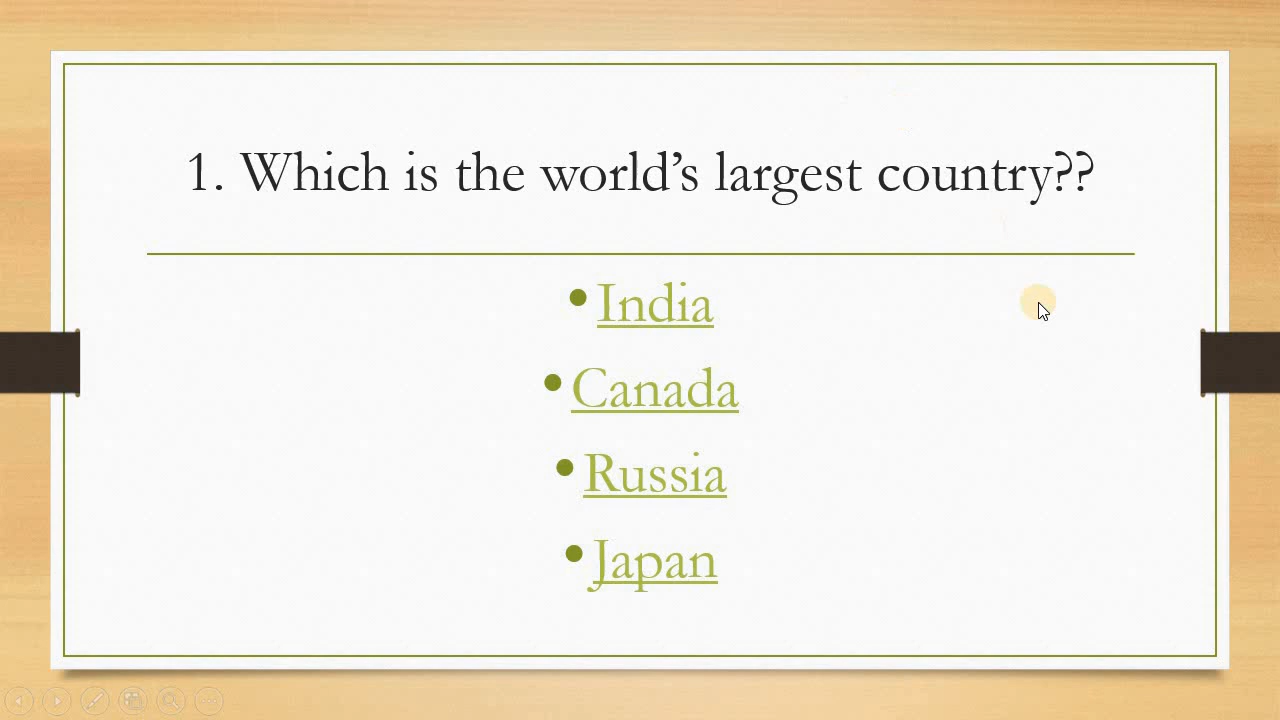 1. Which is the world’s largest country??
• India
• Canada
• Russia
• Japan